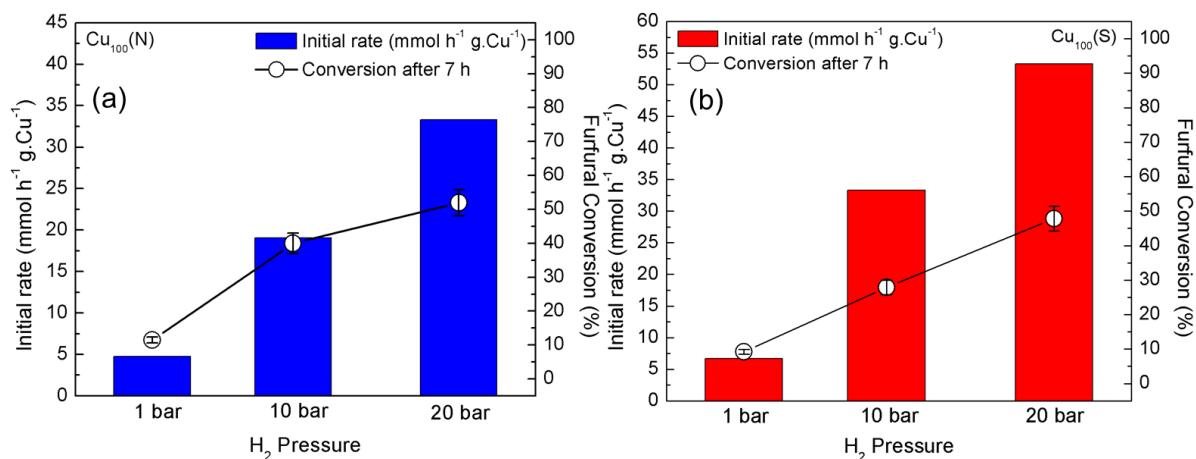 Cu₁₀₀(N)
(a)
Initial rate (mmol h⁻¹ g.Cu⁻¹)
Conversion after 7 h
Initial rate (mmol h⁻¹ g.Cu⁻¹)
45
40
35
30
25
20
15
10
5
0
Furfural Conversion (%)
100
90
80
70
60
50
40
30
20
10
0
1 bar
10 bar
20 bar
H₂ Pressure
Cu₁₀₀(S)
(b)
Initial rate (mmol h⁻¹ g.Cu⁻¹)
Conversion after 7 h
Initial rate (mmol h⁻¹ g.Cu⁻¹)
60
55
50
45
40
35
30
25
20
15
10
5
0
Furfural Conversion (%)
100
90
80
70
60
50
40
30
20
10
0
1 bar
10 bar
20 bar
H₂ Pressure